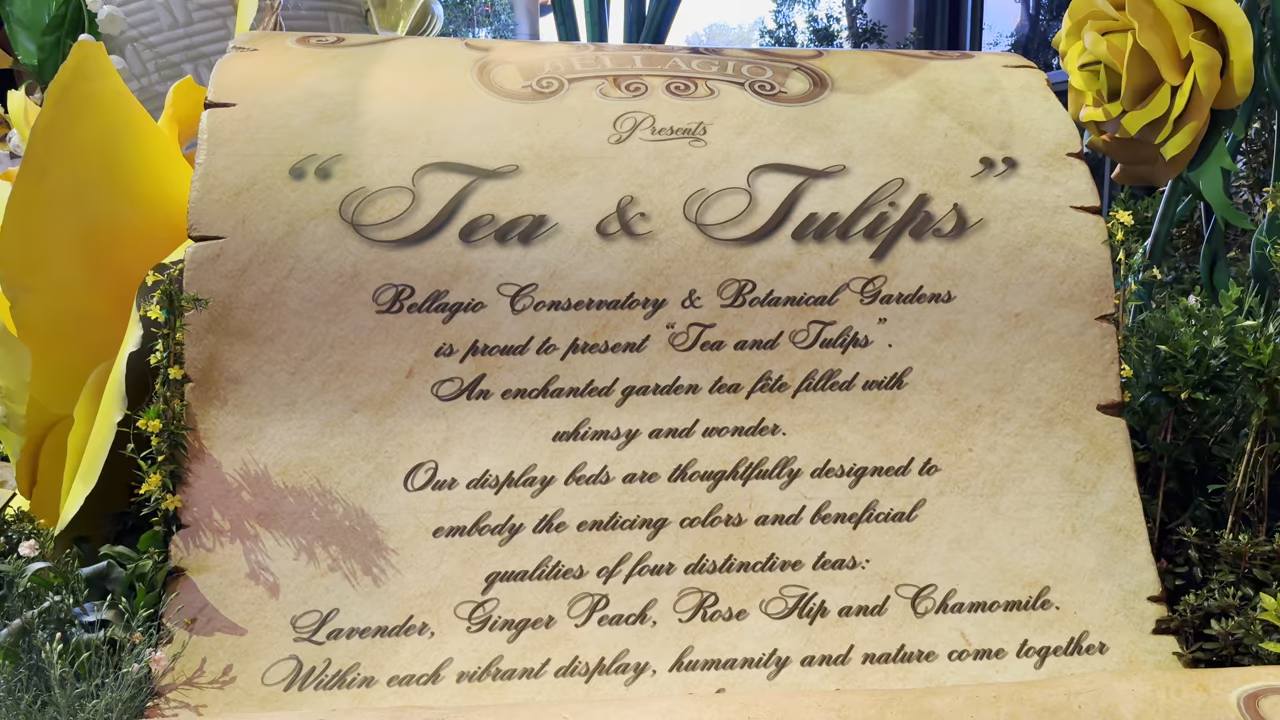 BELLAGIO
Presents
“Tea & Tulips”
Bellagio Conservatory & Botanical Gardens
is proud to present “Tea and Tulips”.
An enchanted garden tea fête filled with
whimsy and wonder.
Our display beds are thoughtfully designed to
embody the enticing colors and beneficial
qualities of four distinctive teas:
Lavender, Ginger Peach, Rose Hip and Chamomile.
Within each vibrant display, humanity and nature come together